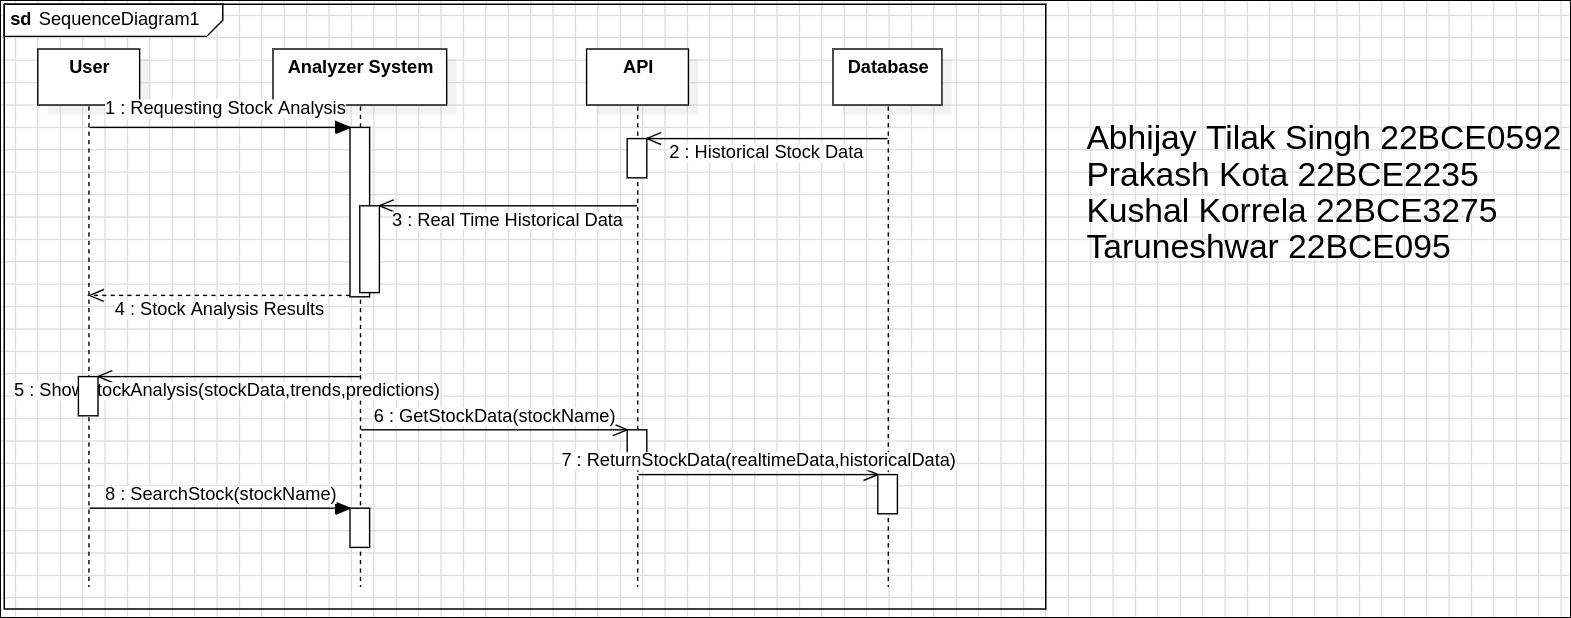 sd SequenceDiagram1
User
Analyzer System
API
Database
1 : Requesting Stock Analysis
2 : Historical Stock Data
3 : Real Time Historical Data
4 : Stock Analysis Results
5 : ShowStockAnalysis(stockData,trends,predictions)
6 : GetStockData(stockName)
7 : ReturnStockData(realtimeData,historicalData)
8 : SearchStock(stockName)
Abhijay Tilak Singh 22BCE0592
Prakash Kota 22BCE2235
Kushal Korrela 22BCE3275
Taruneshwar 22BCE095